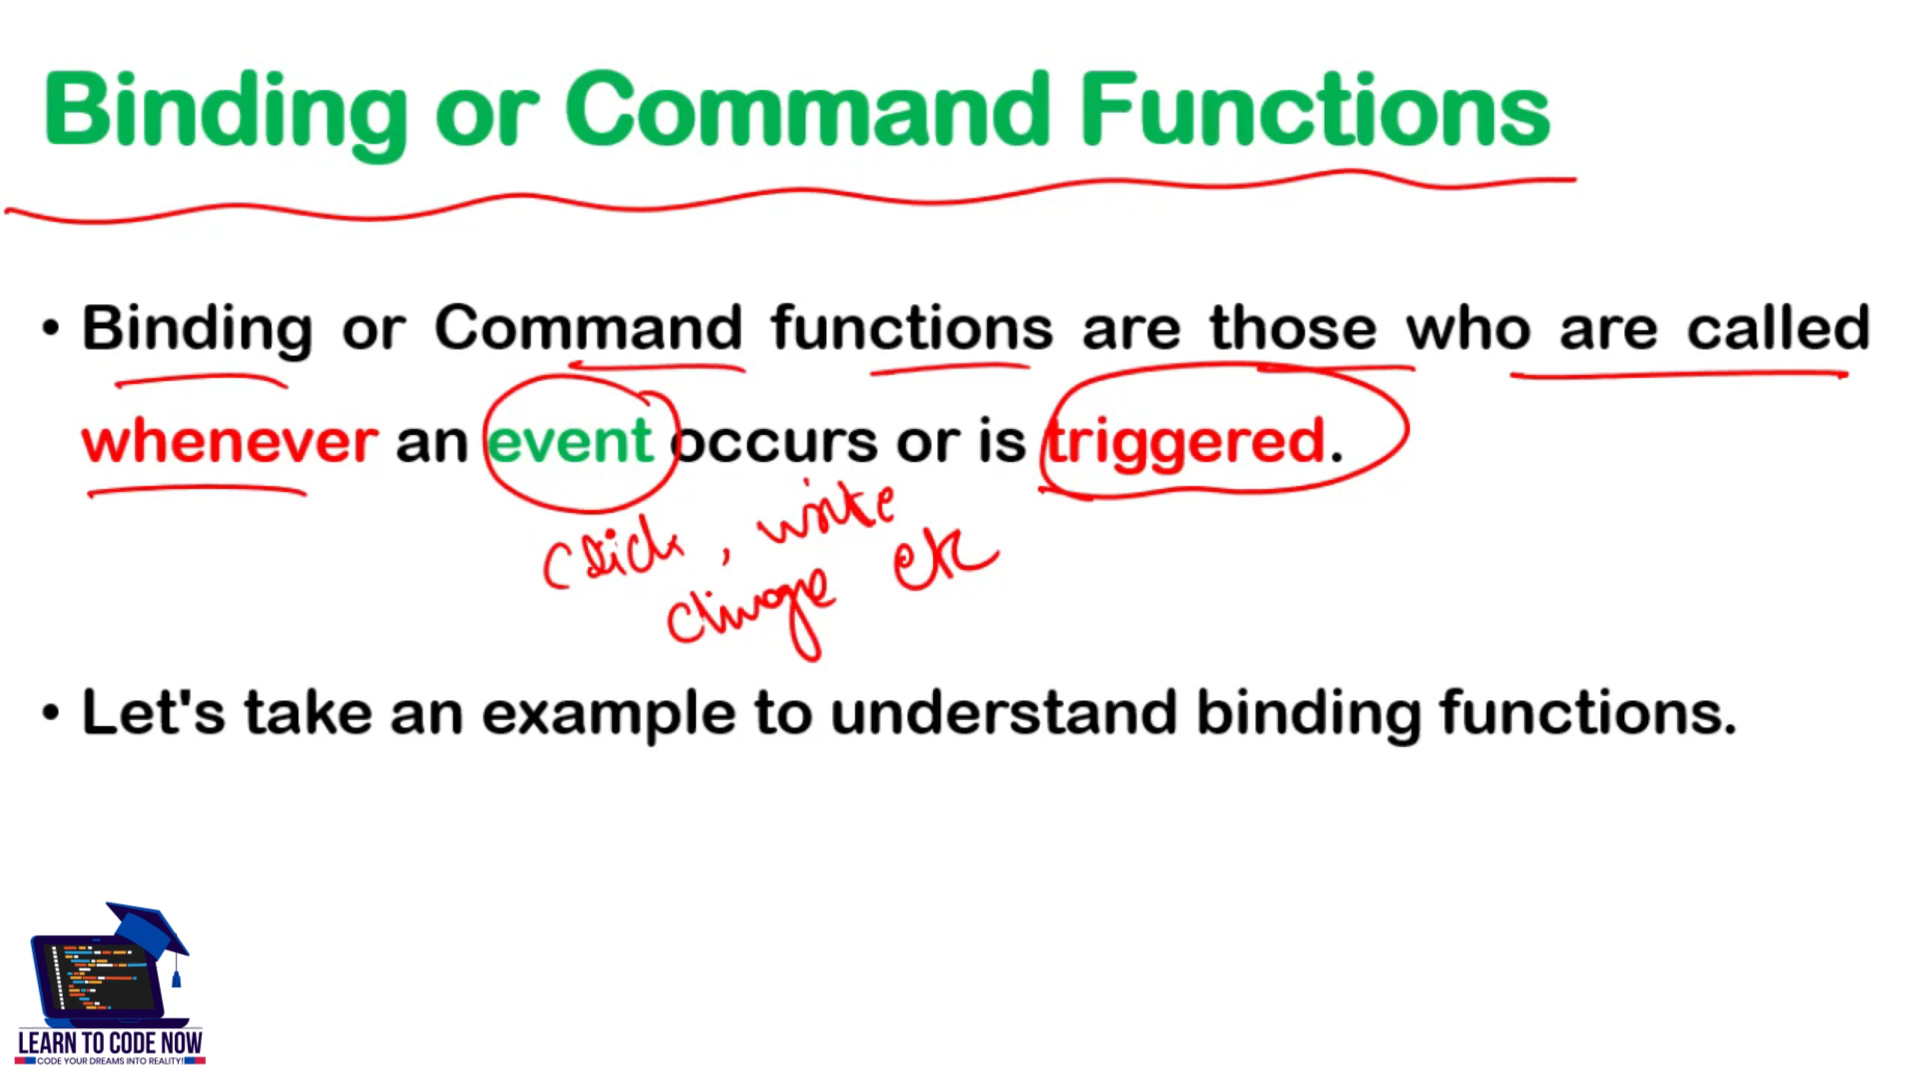 Binding or Command Functions
• Binding or Command functions are those who are called
whenever an event occurs or is triggered.
click, write
change etc
• Let's take an example to understand binding functions.
LEARN TO CODE NOW
CODE YOUR DREAMS INTO REALITY!